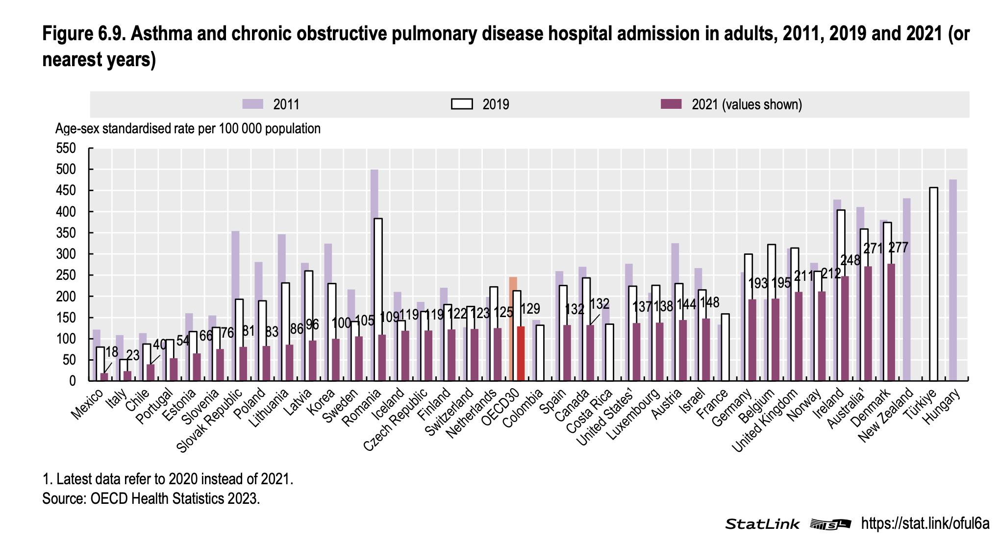 Figure 6.9. Asthma and chronic obstructive pulmonary disease hospital admission in adults, 2011, 2019 and 2021 (or
nearest years)
2011 2019 2021 (values shown)
Age-sex standardised rate per 100 000 population
550
500
450
400
350
300
250
200
150
100
50
0
18 23 40 54 66 76 81 83 86 96 100 105 109 119 119 122 123 125 129 132 132 137 138 144 148 193 195 211 212 248 271 277
Mexico
Italy
Chile
Portugal
Estonia
Slovenia
Slovak Republic
Poland
Lithuania
Latvia
Korea
Sweden
Romania
Iceland
Czech Republic
Finland
Switzerland
Netherlands
OECD30
Colombia
Spain
Canada
Costa Rica
United States¹
Luxembourg
Austria
Israel
France
Germany
Belgium
United Kingdom
Norway
Ireland
Australia¹
Denmark
New Zealand
Türkiye
Hungary
1. Latest data refer to 2020 instead of 2021.
Source: OECD Health Statistics 2023.
StatLink SL https://stat.link/oful6a